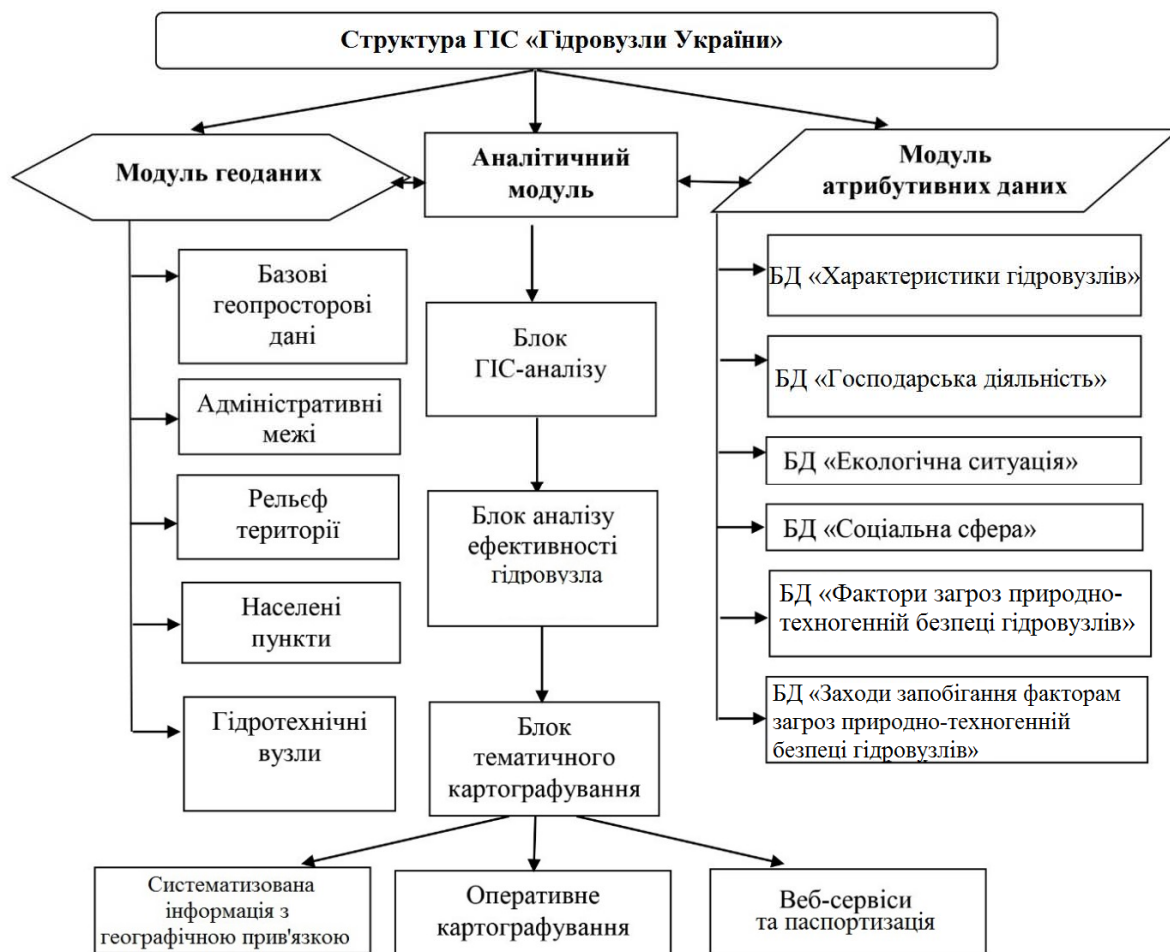 Структура ГІС «Гідровузли України»
Модуль геоданих
Аналітичний
модуль
Модуль
атрибутивних даних
Базові
геопросторові
дані
Адміністративні
межі
Рельєф
території
Населені
пункти
Гідротехнічні
вузли
Блок
ГІС-аналізу
Блок аналізу
ефективності
гідровузла
Блок
тематичного
картографування
БД «Характеристики гідровузлів»
БД «Господарська діяльність»
БД «Екологічна ситуація»
БД «Соціальна сфера»
БД «Фактори загроз природно-
техногенній безпеці гідровузлів»
БД «Заходи запобігання факторам
загроз природно-техногенній
безпеці гідровузлів»
Систематизована
інформація з
географічною прив'язкою
Оперативне
картографування
Веб-сервіси
та паспортизація